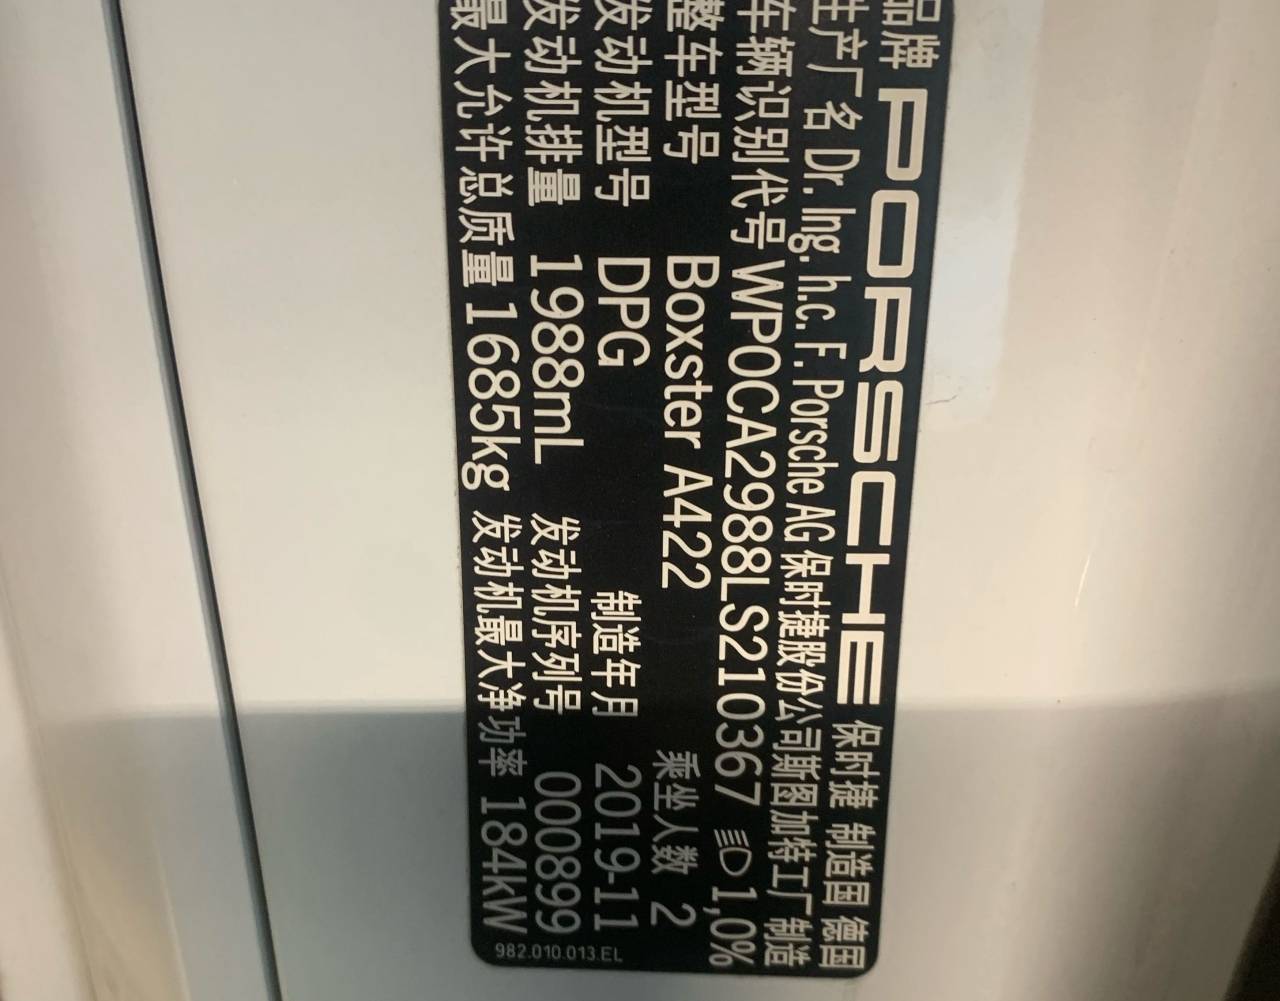 品牌 PORSCHE 保时捷 制造国 德国
生产厂名 Dr. Ing. h.c. F. Porsche AG 保时捷股份公司斯图加特工厂制造
车辆识别代号 WP0CA2988LS210367 1,0%
整车型号 Boxster A422 乘坐人数 2
发动机型号 DPG 制造年月 2019-11
发动机排量 1988mL 发动机序列号 0008999
最大允许总质量 1685kg 发动机最大净功率 184kW
982.010.013.EL